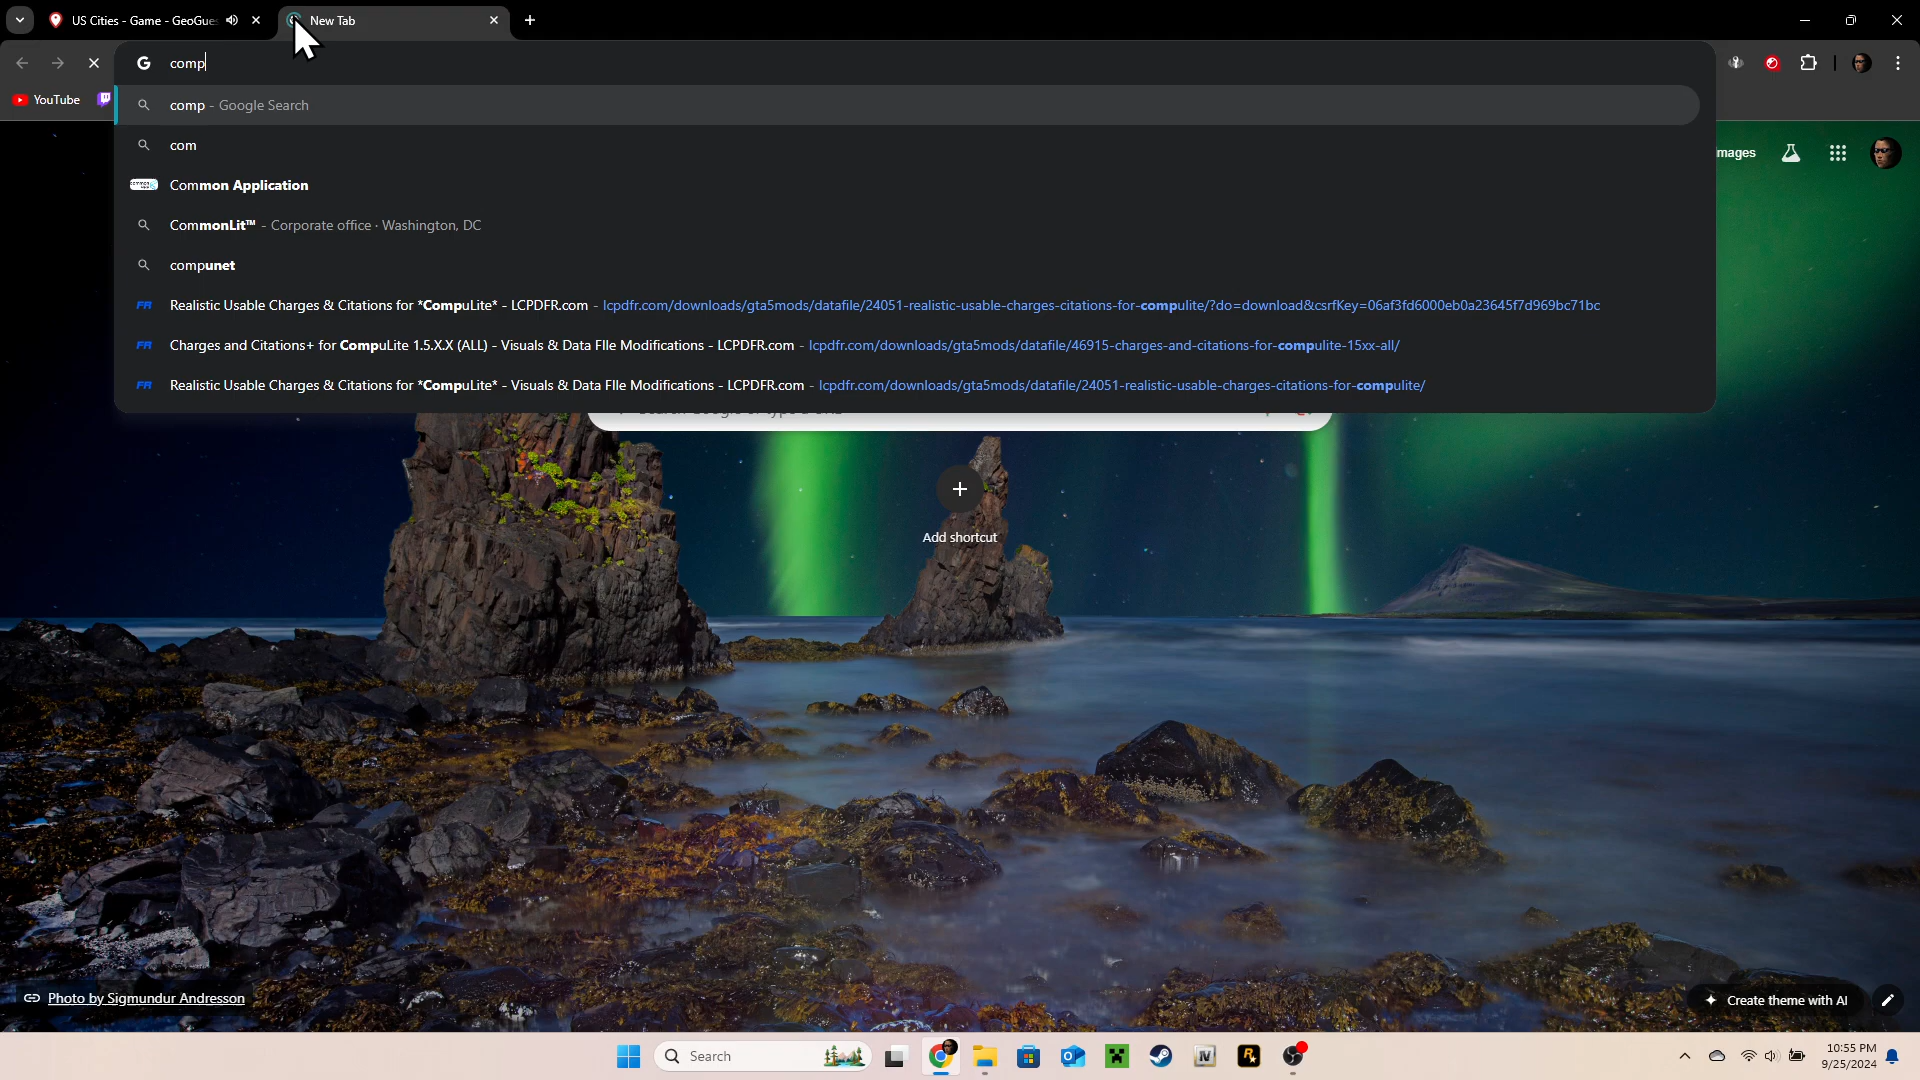 US Cities - Game - GeoGues
New Tab
comp
YouTube
comp - Google Search
com
Common Application
CommonLit™ - Corporate office · Washington, DC
compunet
Realistic Usable Charges & Citations for *CompuLite* - LCPDFR.com - lcpdfr.com/downloads/gta5mods/datafile/24051-realistic-usable-charges-citations-for-compulite/?do=download&csrfKey=06af3fd6000eb0a23645f7d969bc71bc
Charges and Citations+ for CompuLite 1.5.X.X (ALL) - Visuals & Data FIle Modifications - LCPDFR.com - lcpdfr.com/downloads/gta5mods/datafile/46915-charges-and-citations-for-compulite-15xx-all/
Realistic Usable Charges & Citations for *CompuLite* - Visuals & Data FIle Modifications - LCPDFR.com - lcpdfr.com/downloads/gta5mods/datafile/24051-realistic-usable-charges-citations-for-compulite/
mages
Add shortcut
Photo by Sigmundur Andresson
Create theme with AI
Search
10:55 PM
9/25/2024